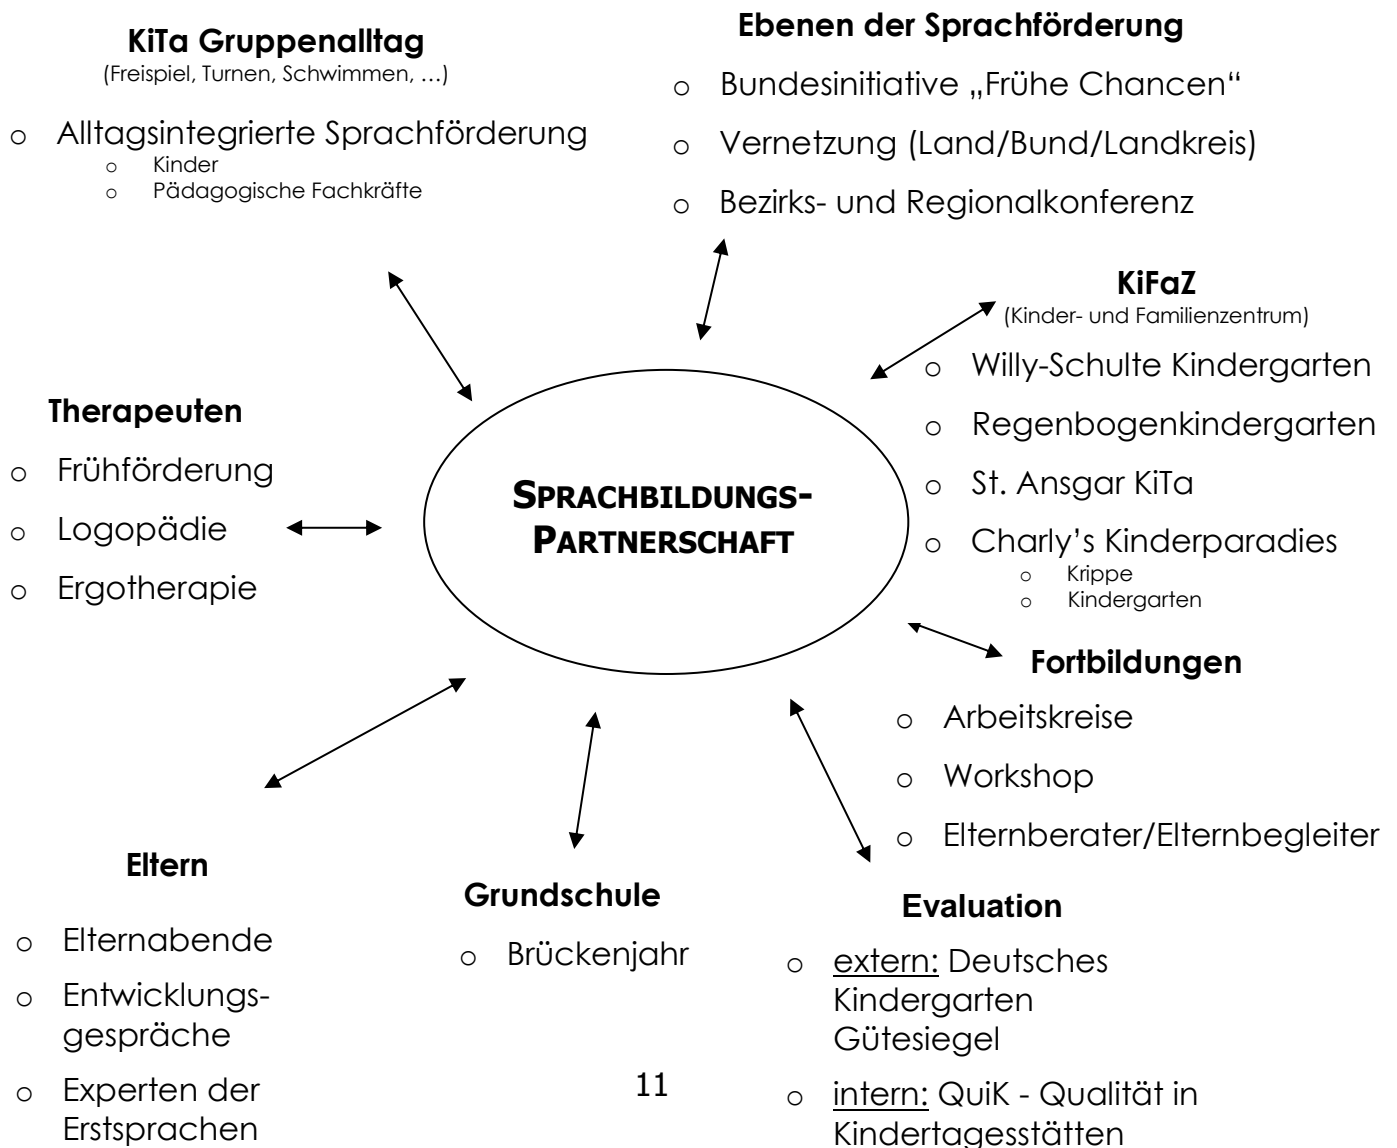 KiTa Gruppenalltag
(Freispiel, Turnen, Schwimmen, …)
o Alltagsintegrierte Sprachförderung
o Kinder
o Pädagogische Fachkräfte
Ebenen der Sprachförderung
o Bundesinitiative „Frühe Chancen“
o Vernetzung (Land/Bund/Landkreis)
o Bezirks- und Regionalkonferenz
KiFaZ
(Kinder- und Familienzentrum)
o Willy-Schulte Kindergarten
o Regenbogenkindergarten
o St. Ansgar KiTa
o Charly’s Kinderparadies
o Krippe
o Kindergarten
Therapeuten
o Frühförderung
o Logopädie
o Ergotherapie
SPRACHBILDUNGS-
PARTNERSCHAFT
Fortbildungen
o Arbeitskreise
o Workshop
o Elternberater/Elternbegleiter
Eltern
o Elternabende
o Entwicklungs-
gespräche
o Experten der
Erstsprachen
Grundschule
o Brückenjahr
Evaluation
o extern: Deutsches
Kindergarten
Gütesiegel
o intern: QuiK - Qualität in
Kindertagesstätten
11